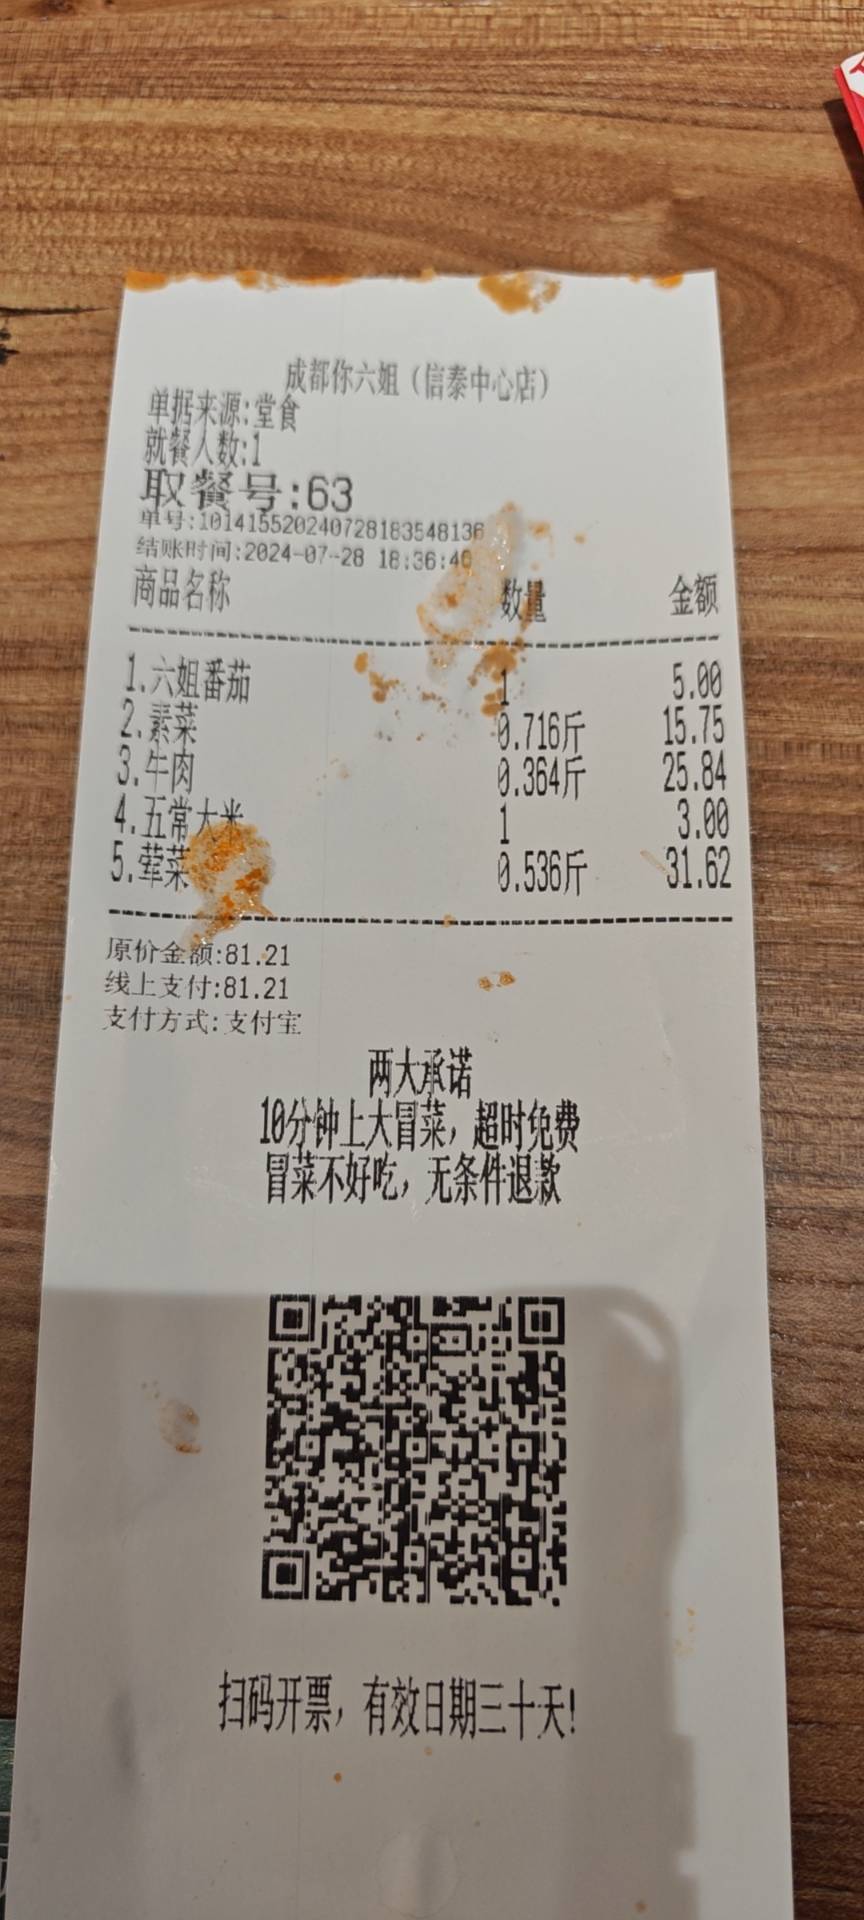 成都你六姐（信泰中心店）
单据来源:堂食
就餐人数:1
取餐号:63
单号:101415520240728183548136
结账时间:2024-07-28 18:36:40
商品名称 数量 金额
1.六姐番茄 1 5.00
2.素菜 0.716斤 15.75
3.牛肉 0.364斤 25.84
4.五常大米 1 3.00
5.荤菜 0.536斤 31.62
原价金额:81.21
线上支付:81.21
支付方式:支付宝
两大承诺
10分钟上大冒菜，超时免费
冒菜不好吃，无条件退款
扫码开票，有效日期三十天!